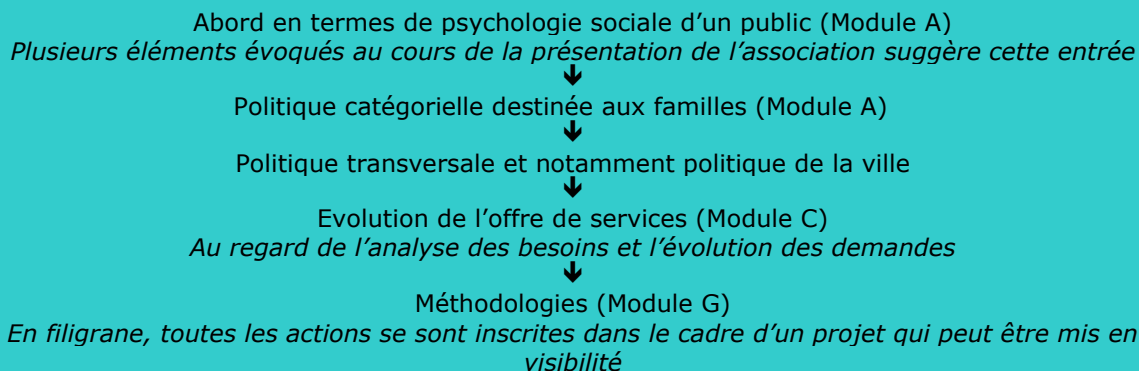 Abord en termes de psychologie sociale d'un public (Module A)
Plusieurs éléments évoqués au cours de la présentation de l'association suggère cette entrée
Politique catégorielle destinée aux familles (Module A)
Politique transversale et notamment politique de la ville
Evolution de l'offre de services (Module C)
Au regard de l'analyse des besoins et l'évolution des demandes
Méthodologies (Module G)
En filigrane, toutes les actions se sont inscrites dans le cadre d'un projet qui peut être mis en
visibilité